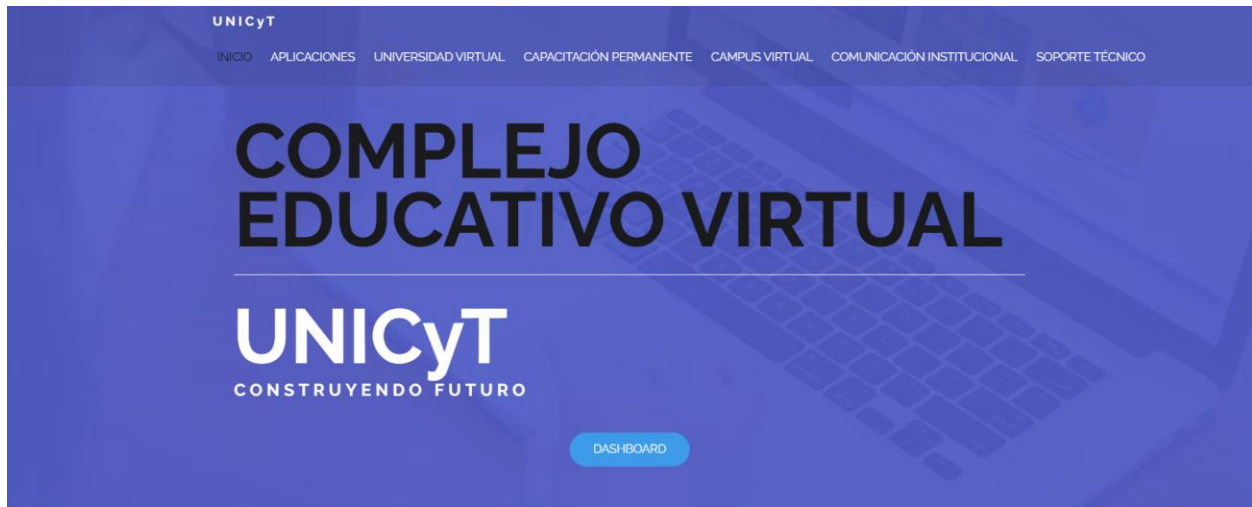 UNICyT
INICIO APLICACIONES UNIVERSIDAD VIRTUAL CAPACITACIÓN PERMANENTE CAMPUS VIRTUAL COMUNICACIÓN INSTITUCIONAL SOPORTE TÉCNICO
COMPLEJO
EDUCATIVO VIRTUAL
UNICyT
CONSTRUYENDO FUTURO
DASHBOARD